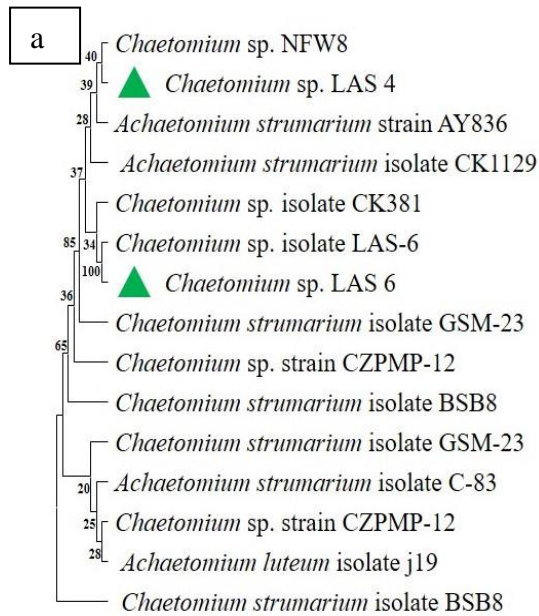 a
40
Chaetomium sp. NFW8
39
Chaetomium sp. LAS 4
28
Achaetomium strumarium strain AY836
Achaetomium strumarium isolate CK1129
37
Chaetomium sp. isolate CK381
34
Chaetomium sp. isolate LAS-6
85
100
Chaetomium sp. LAS 6
36
Chaetomium strumarium isolate GSM-23
65
Chaetomium sp. strain CZPMP-12
Chaetomium strumarium isolate BSB8
Chaetomium strumarium isolate GSM-23
20
Achaetomium strumarium isolate C-83
25
Chaetomium sp. strain CZPMP-12
28
Achaetomium luteum isolate j19
Chaetomium strumarium isolate BSB8